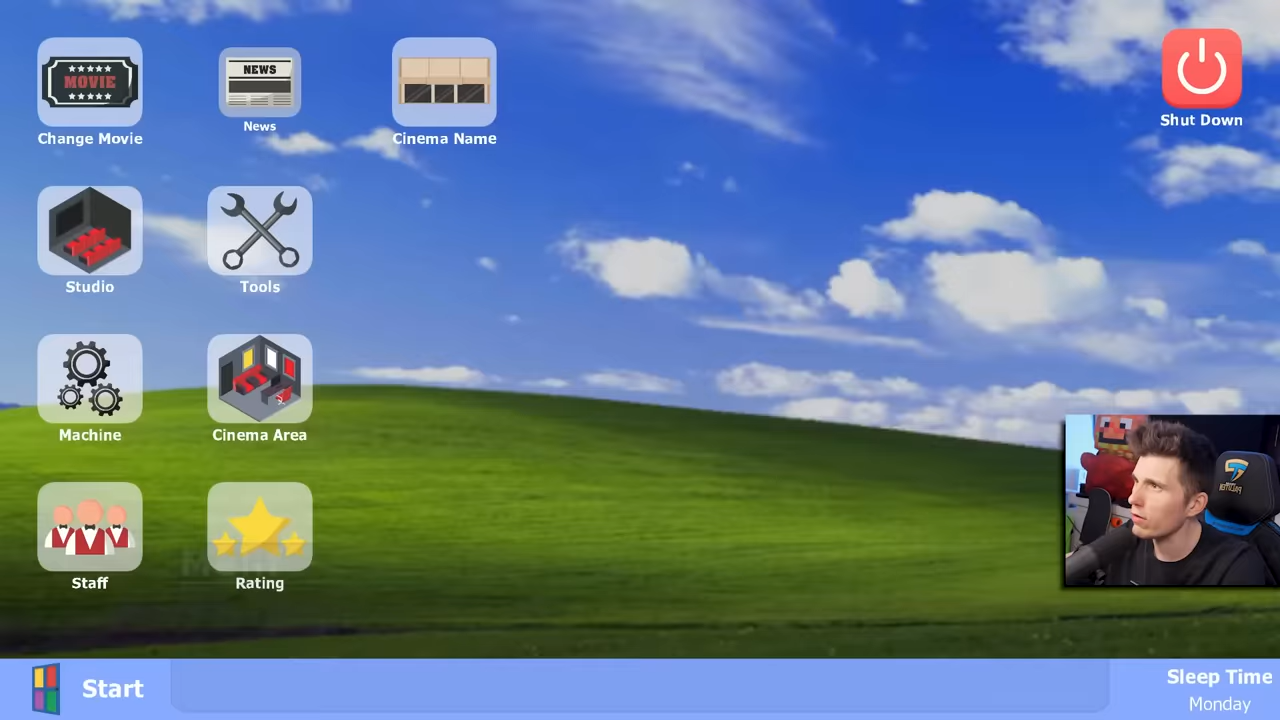 MOVIE
Change Movie
NEWS
News
Cinema Name
Shut Down
Studio
Tools
Machine
Cinema Area
Staff
Rating
Start
Sleep Time
Monday